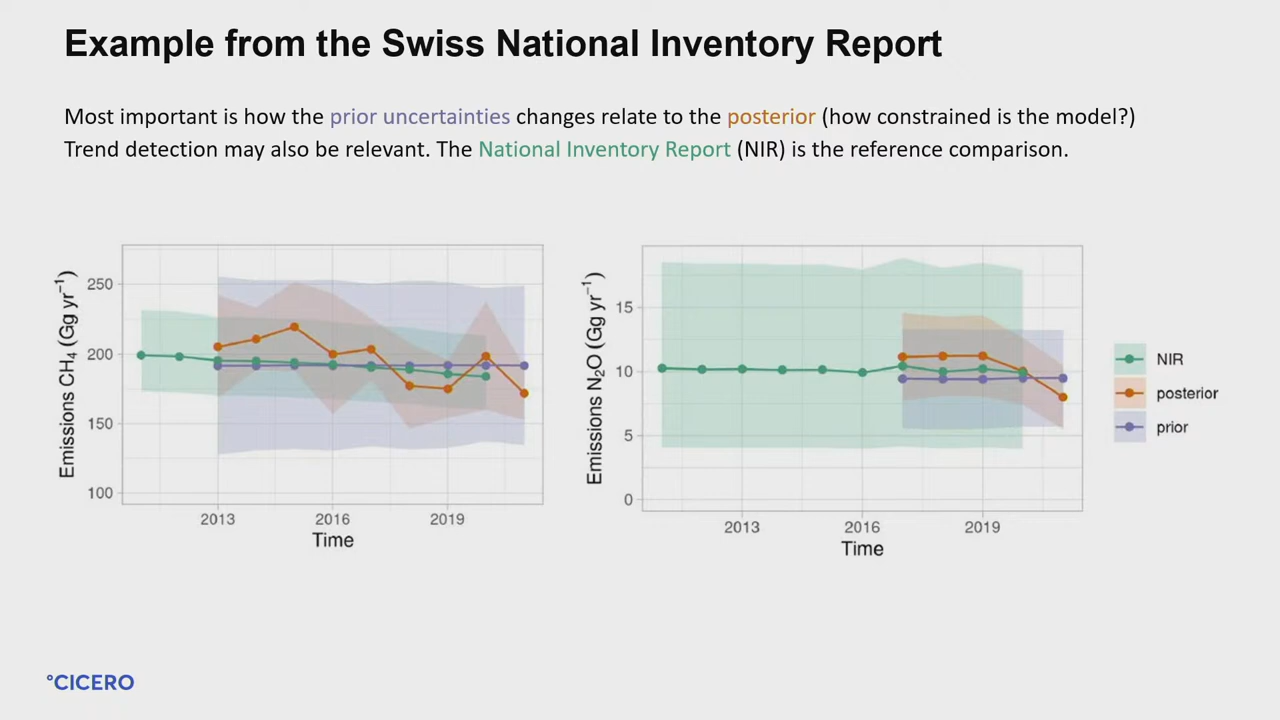 Example from the Swiss National Inventory Report
Most important is how the prior uncertainties changes relate to the posterior (how constrained is the model?)
Trend detection may also be relevant. The National Inventory Report (NIR) is the reference comparison.
Emissions CH₄ (Gg yr⁻¹)
250
200
150
100
2013
2016
2019
Time
Emissions N₂O (Gg yr⁻¹)
15
10
5
0
2013
2016
2019
Time
NIR
posterior
prior
°CICERO